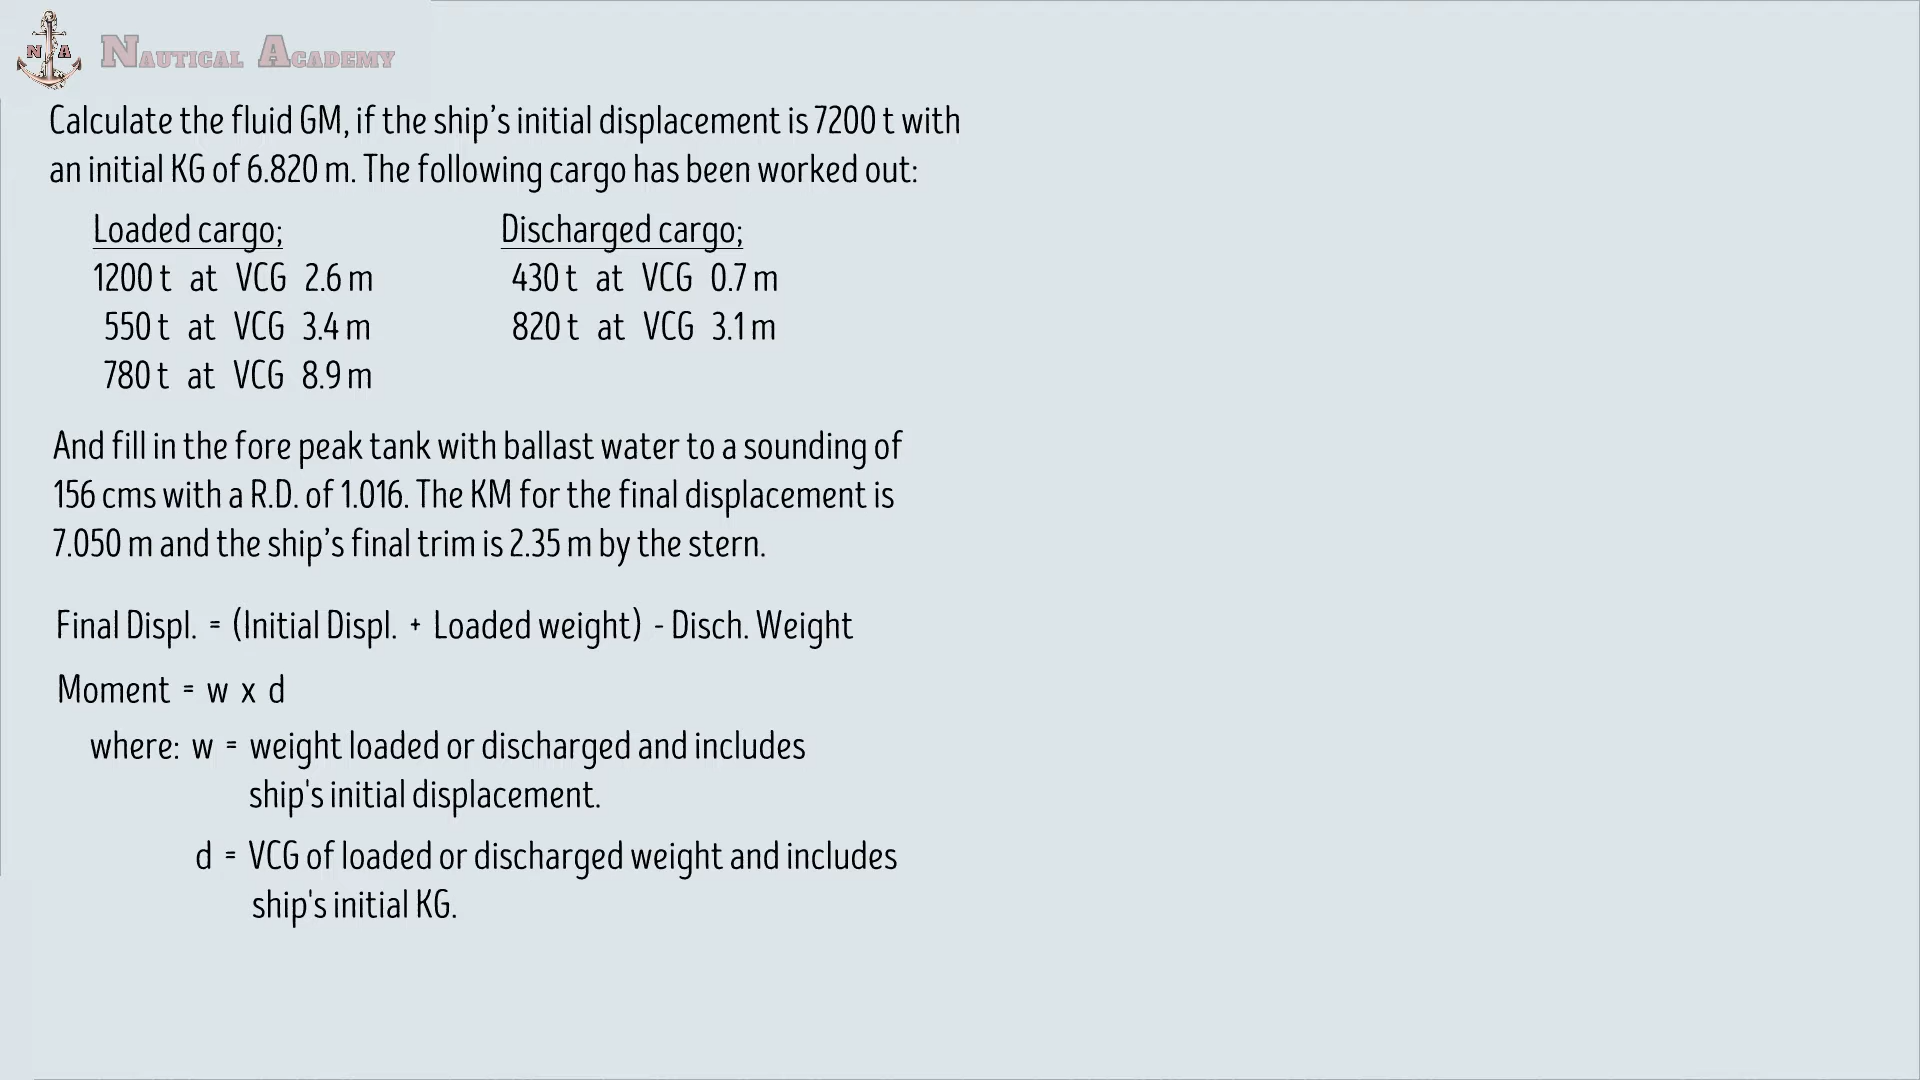 N A NAUTICAL ACADEMY
Calculate the fluid GM, if the ship’s initial displacement is 7200 t with
an initial KG of 6.820 m. The following cargo has been worked out:
Loaded cargo; Discharged cargo;
1200 t at VCG 2.6 m 430 t at VCG 0.7 m
550 t at VCG 3.4 m 820 t at VCG 3.1 m
780 t at VCG 8.9 m
And fill in the fore peak tank with ballast water to a sounding of
156 cms with a R.D. of 1.016. The KM for the final displacement is
7.050 m and the ship’s final trim is 2.35 m by the stern.
Final Displ. = (Initial Displ. + Loaded weight) - Disch. Weight
Moment = w x d
where: w = weight loaded or discharged and includes
ship's initial displacement.
d = VCG of loaded or discharged weight and includes
ship's initial KG.